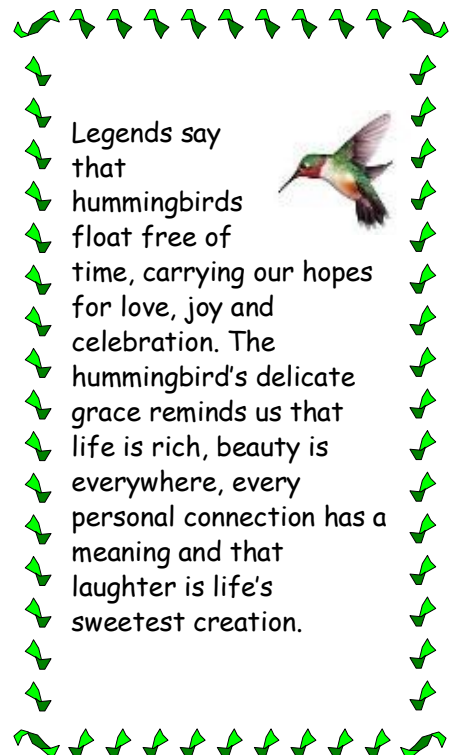 Legends say
that
hummingbirds
float free of
time, carrying our hopes
for love, joy and
celebration. The
hummingbird’s delicate
grace reminds us that
life is rich, beauty is
everywhere, every
personal connection has a
meaning and that
laughter is life’s
sweetest creation.